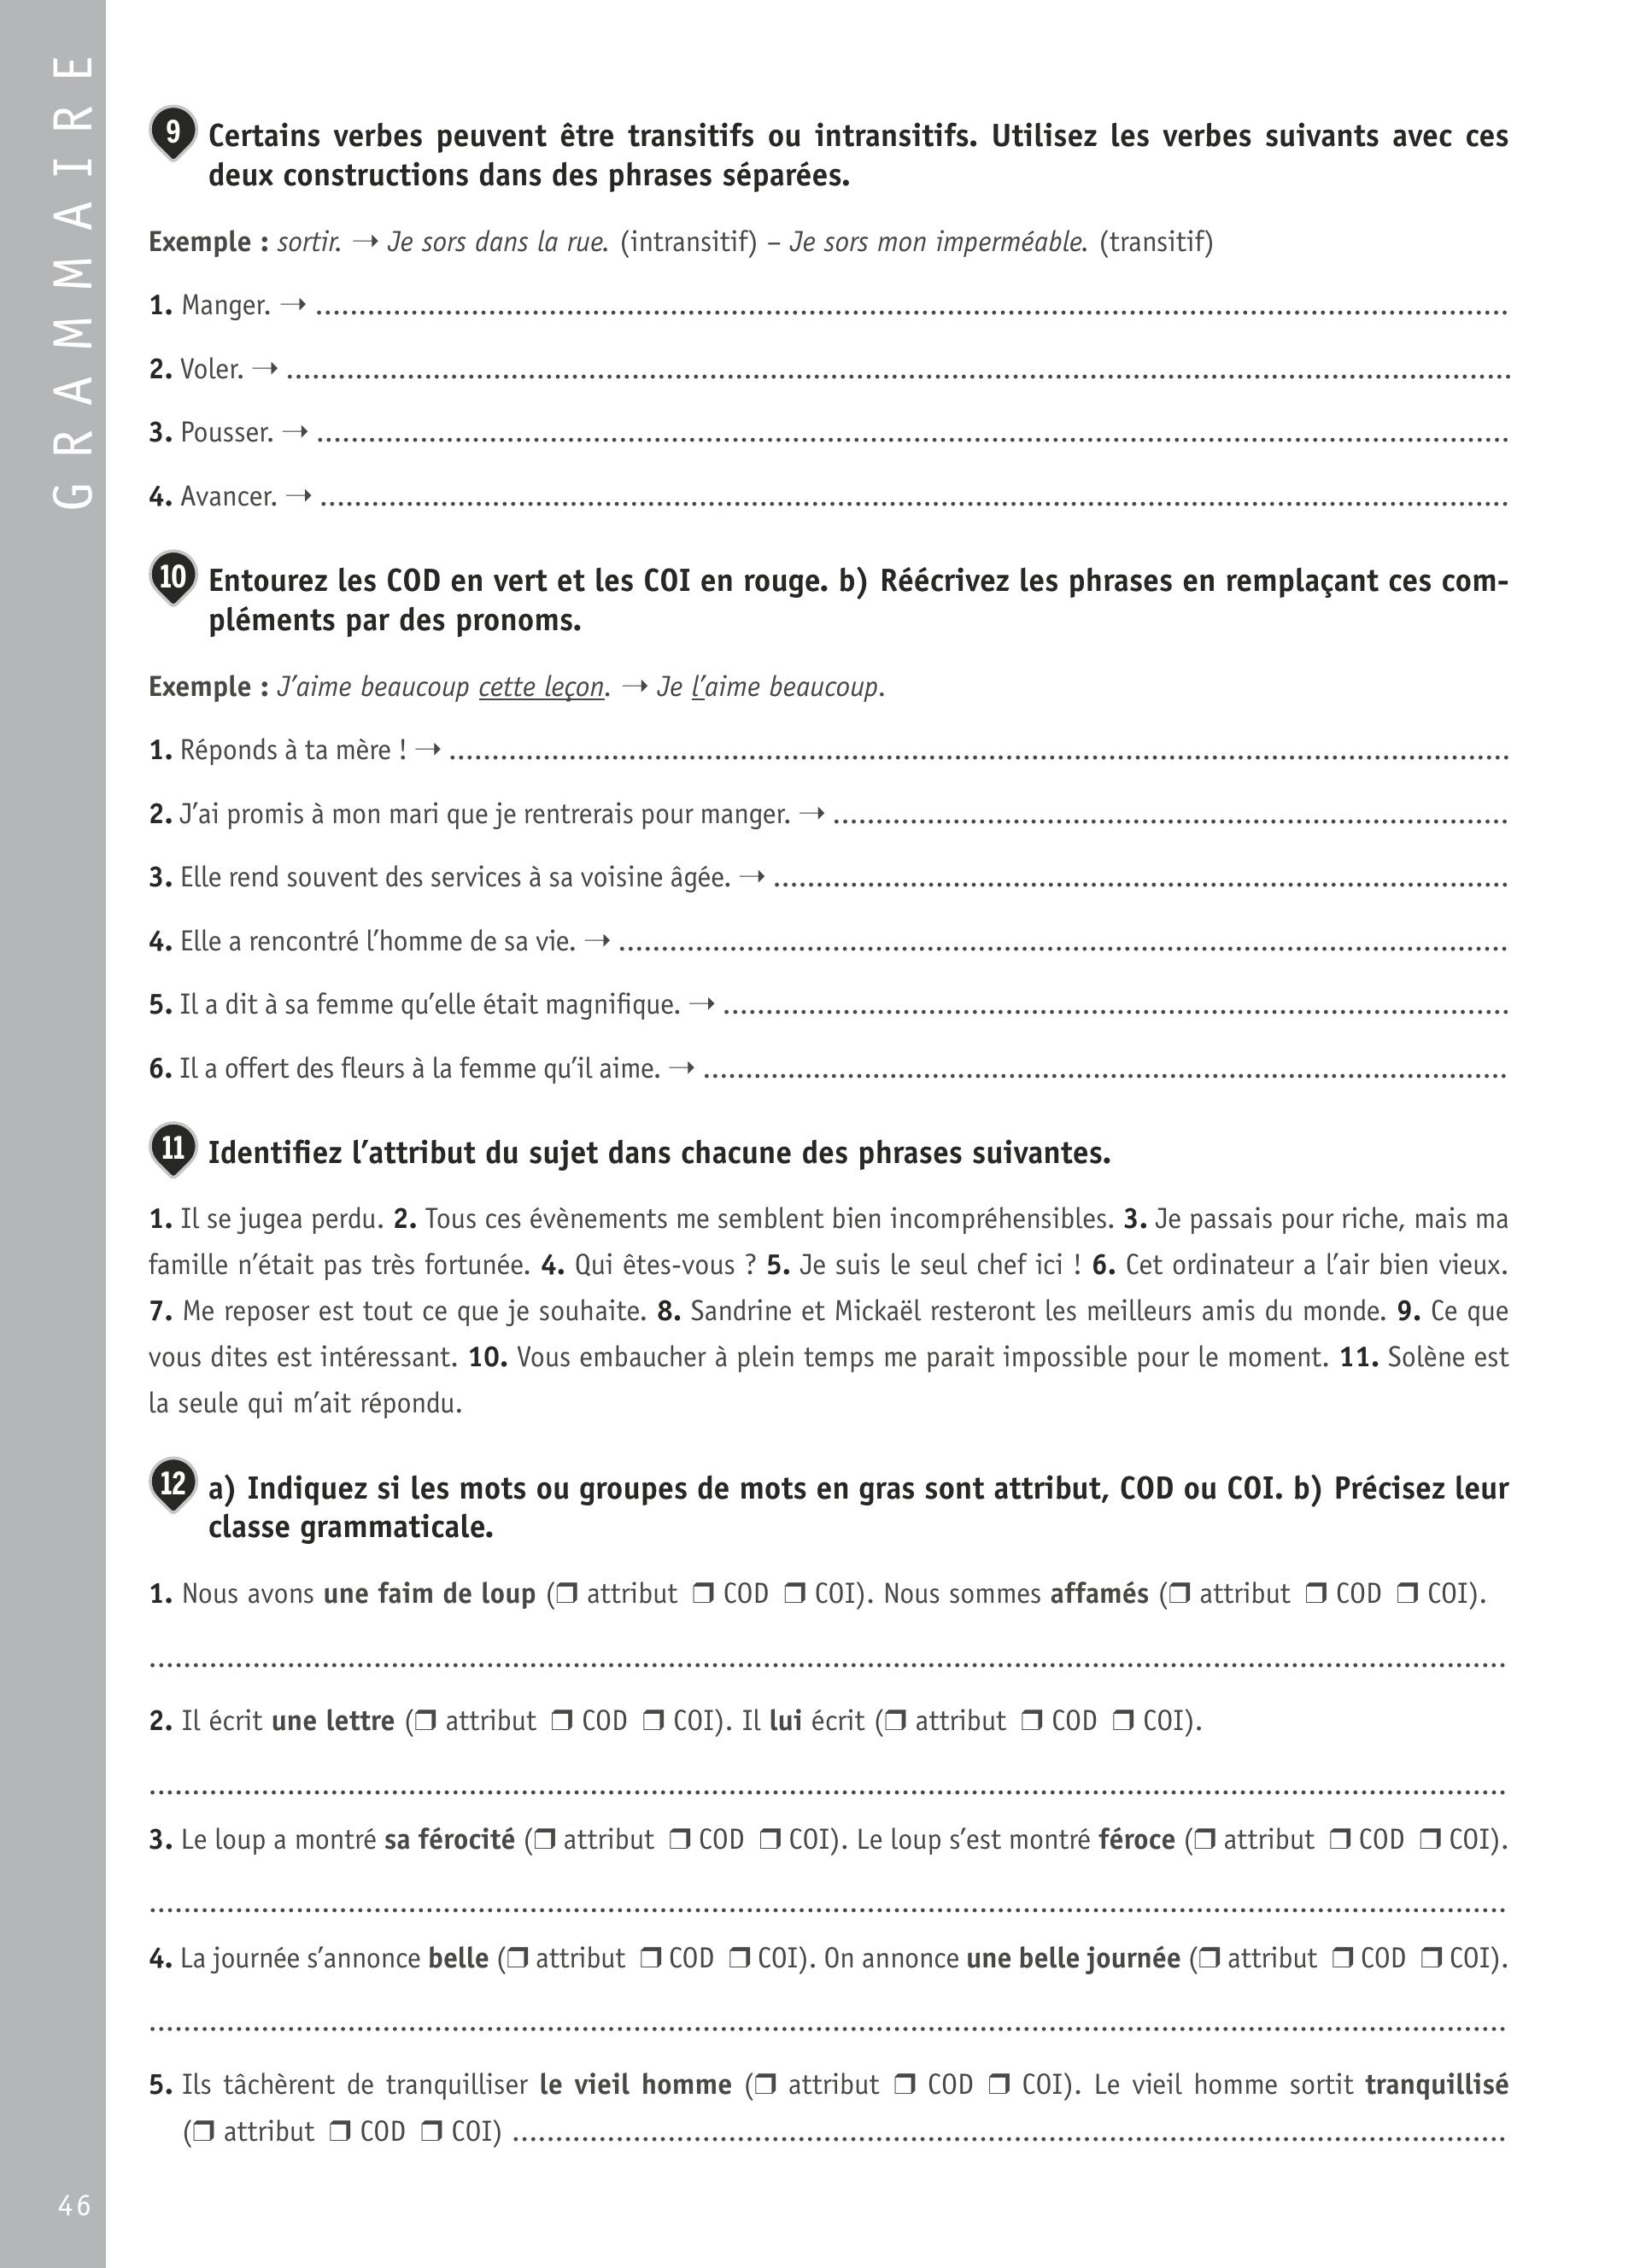 GRAMMAIRE
9 Certains verbes peuvent être transitifs ou intransitifs. Utilisez les verbes suivants avec ces
deux constructions dans des phrases séparées.
Exemple : sortir. → Je sors dans la rue. (intransitif) – Je sors mon imperméable. (transitif)
1. Manger. → ..........
2. Voler. → ..........
3. Pousser. → ..........
4. Avancer. → ..........
10 Entourez les COD en vert et les COI en rouge. b) Réécrivez les phrases en remplaçant ces com-
pléments par des pronoms.
Exemple : J’aime beaucoup cette leçon. → Je l’aime beaucoup.
1. Réponds à ta mère ! → ..........
2. J’ai promis à mon mari que je rentrerais pour manger. → ..........
3. Elle rend souvent des services à sa voisine âgée. → ..........
4. Elle a rencontré l’homme de sa vie. → ..........
5. Il a dit à sa femme qu’elle était magnifique. → ..........
6. Il a offert des fleurs à la femme qu’il aime. → ..........
11 Identifiez l’attribut du sujet dans chacune des phrases suivantes.
1. Il se jugea perdu. 2. Tous ces évènements me semblent bien incompréhensibles. 3. Je passais pour riche, mais ma
famille n’était pas très fortunée. 4. Qui êtes-vous ? 5. Je suis le seul chef ici ! 6. Cet ordinateur a l’air bien vieux.
7. Me reposer est tout ce que je souhaite. 8. Sandrine et Mickaël resteront les meilleurs amis du monde. 9. Ce que
vous dites est intéressant. 10. Vous embaucher à plein temps me parait impossible pour le moment. 11. Solène est
la seule qui m’ait répondu.
12 a) Indiquez si les mots ou groupes de mots en gras sont attribut, COD ou COI. b) Précisez leur
classe grammaticale.
1. Nous avons une faim de loup (❒ attribut ❒ COD ❒ COI). Nous sommes affamés (❒ attribut ❒ COD ❒ COI).
..........
2. Il écrit une lettre (❒ attribut ❒ COD ❒ COI). Il lui écrit (❒ attribut ❒ COD ❒ COI).
..........
3. Le loup a montré sa férocité (❒ attribut ❒ COD ❒ COI). Le loup s’est montré féroce (❒ attribut ❒ COD ❒ COI).
..........
4. La journée s’annonce belle (❒ attribut ❒ COD ❒ COI). On annonce une belle journée (❒ attribut ❒ COD ❒ COI).
..........
5. Ils tâchèrent de tranquilliser le vieil homme (❒ attribut ❒ COD ❒ COI). Le vieil homme sortit tranquillisé
(❒ attribut ❒ COD ❒ COI) ..........
46